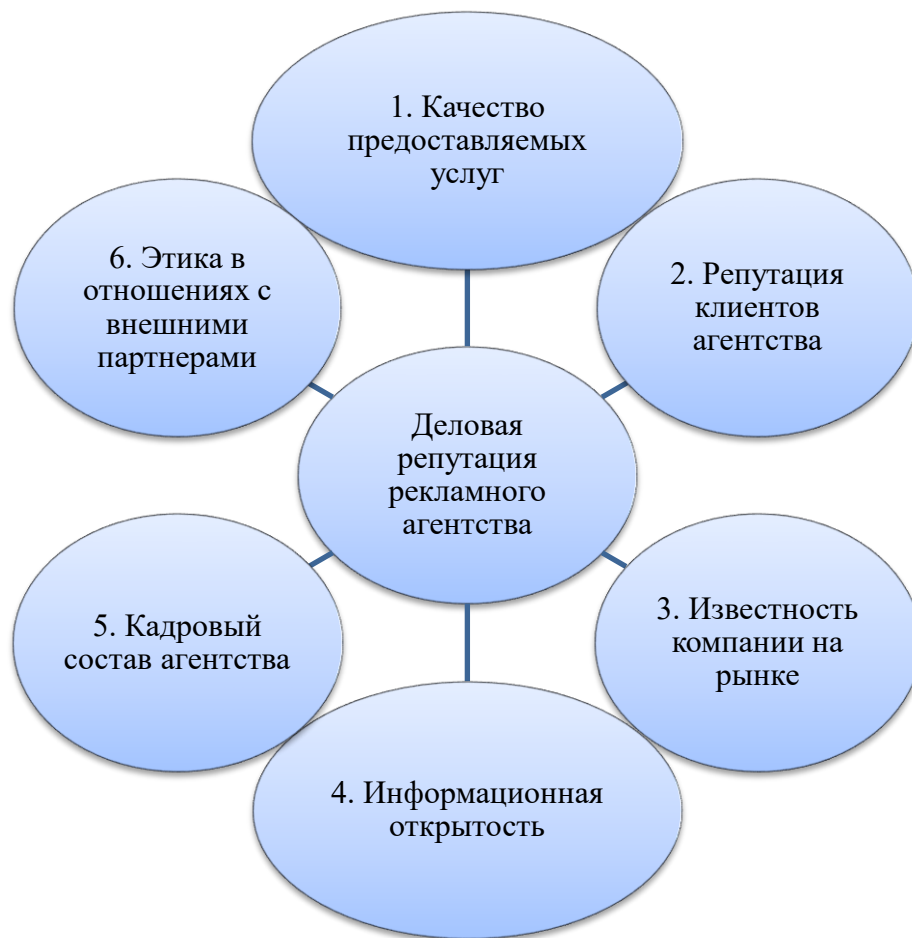 1. Качество
предоставляемых
услуг
2. Репутация
клиентов
агентства
3. Известность
компании на
рынке
4. Информационная
открытость
5. Кадровый
состав агентства
6. Этика в
отношениях с
внешними
партнерами
Деловая
репутация
рекламного
агентства